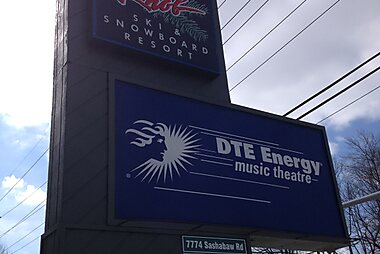 SKI &
SNOWBOARD
RESORT
DTE Energy®
music theatre
®
7774 Sashabaw Rd